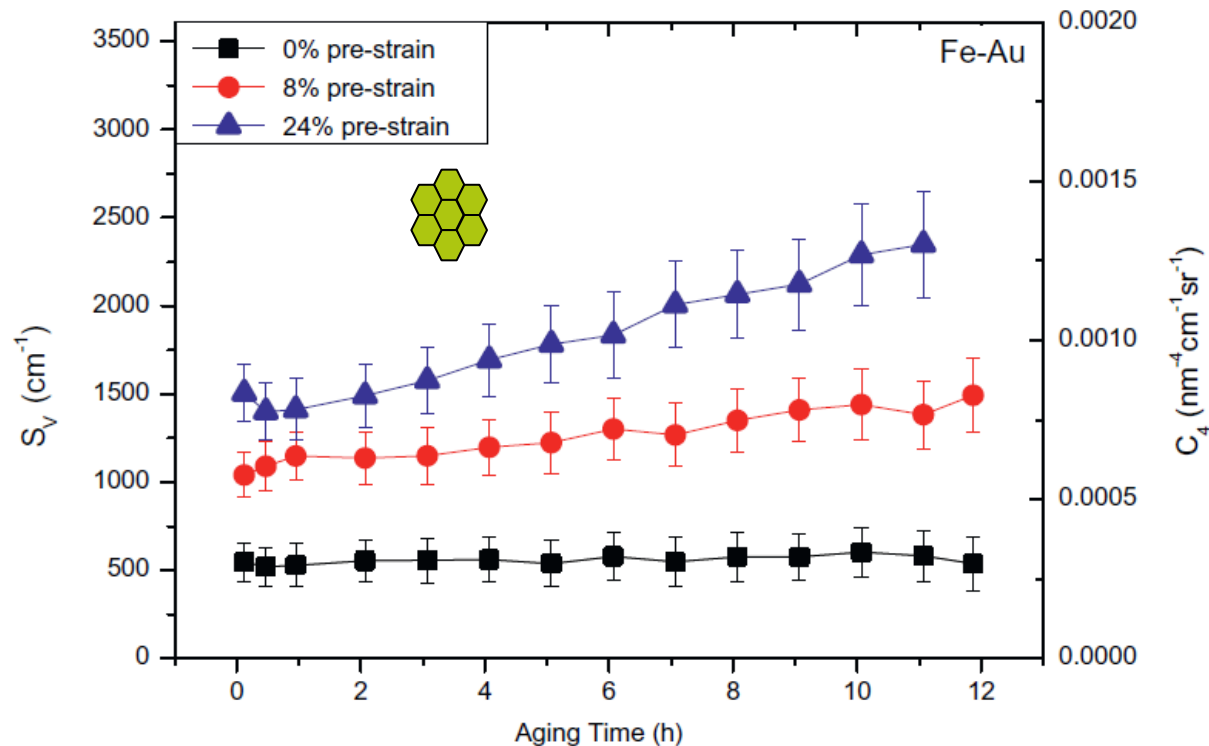 3500
3000
2500
2000
1500
1000
500
0
S_V (cm⁻¹)
0% pre-strain
8% pre-strain
24% pre-strain
Fe-Au
0.0020
0.0015
0.0010
0.0005
0.0000
C₄ (nm⁻⁴cm⁻¹sr⁻¹)
0 2 4 6 8 10 12
Aging Time (h)